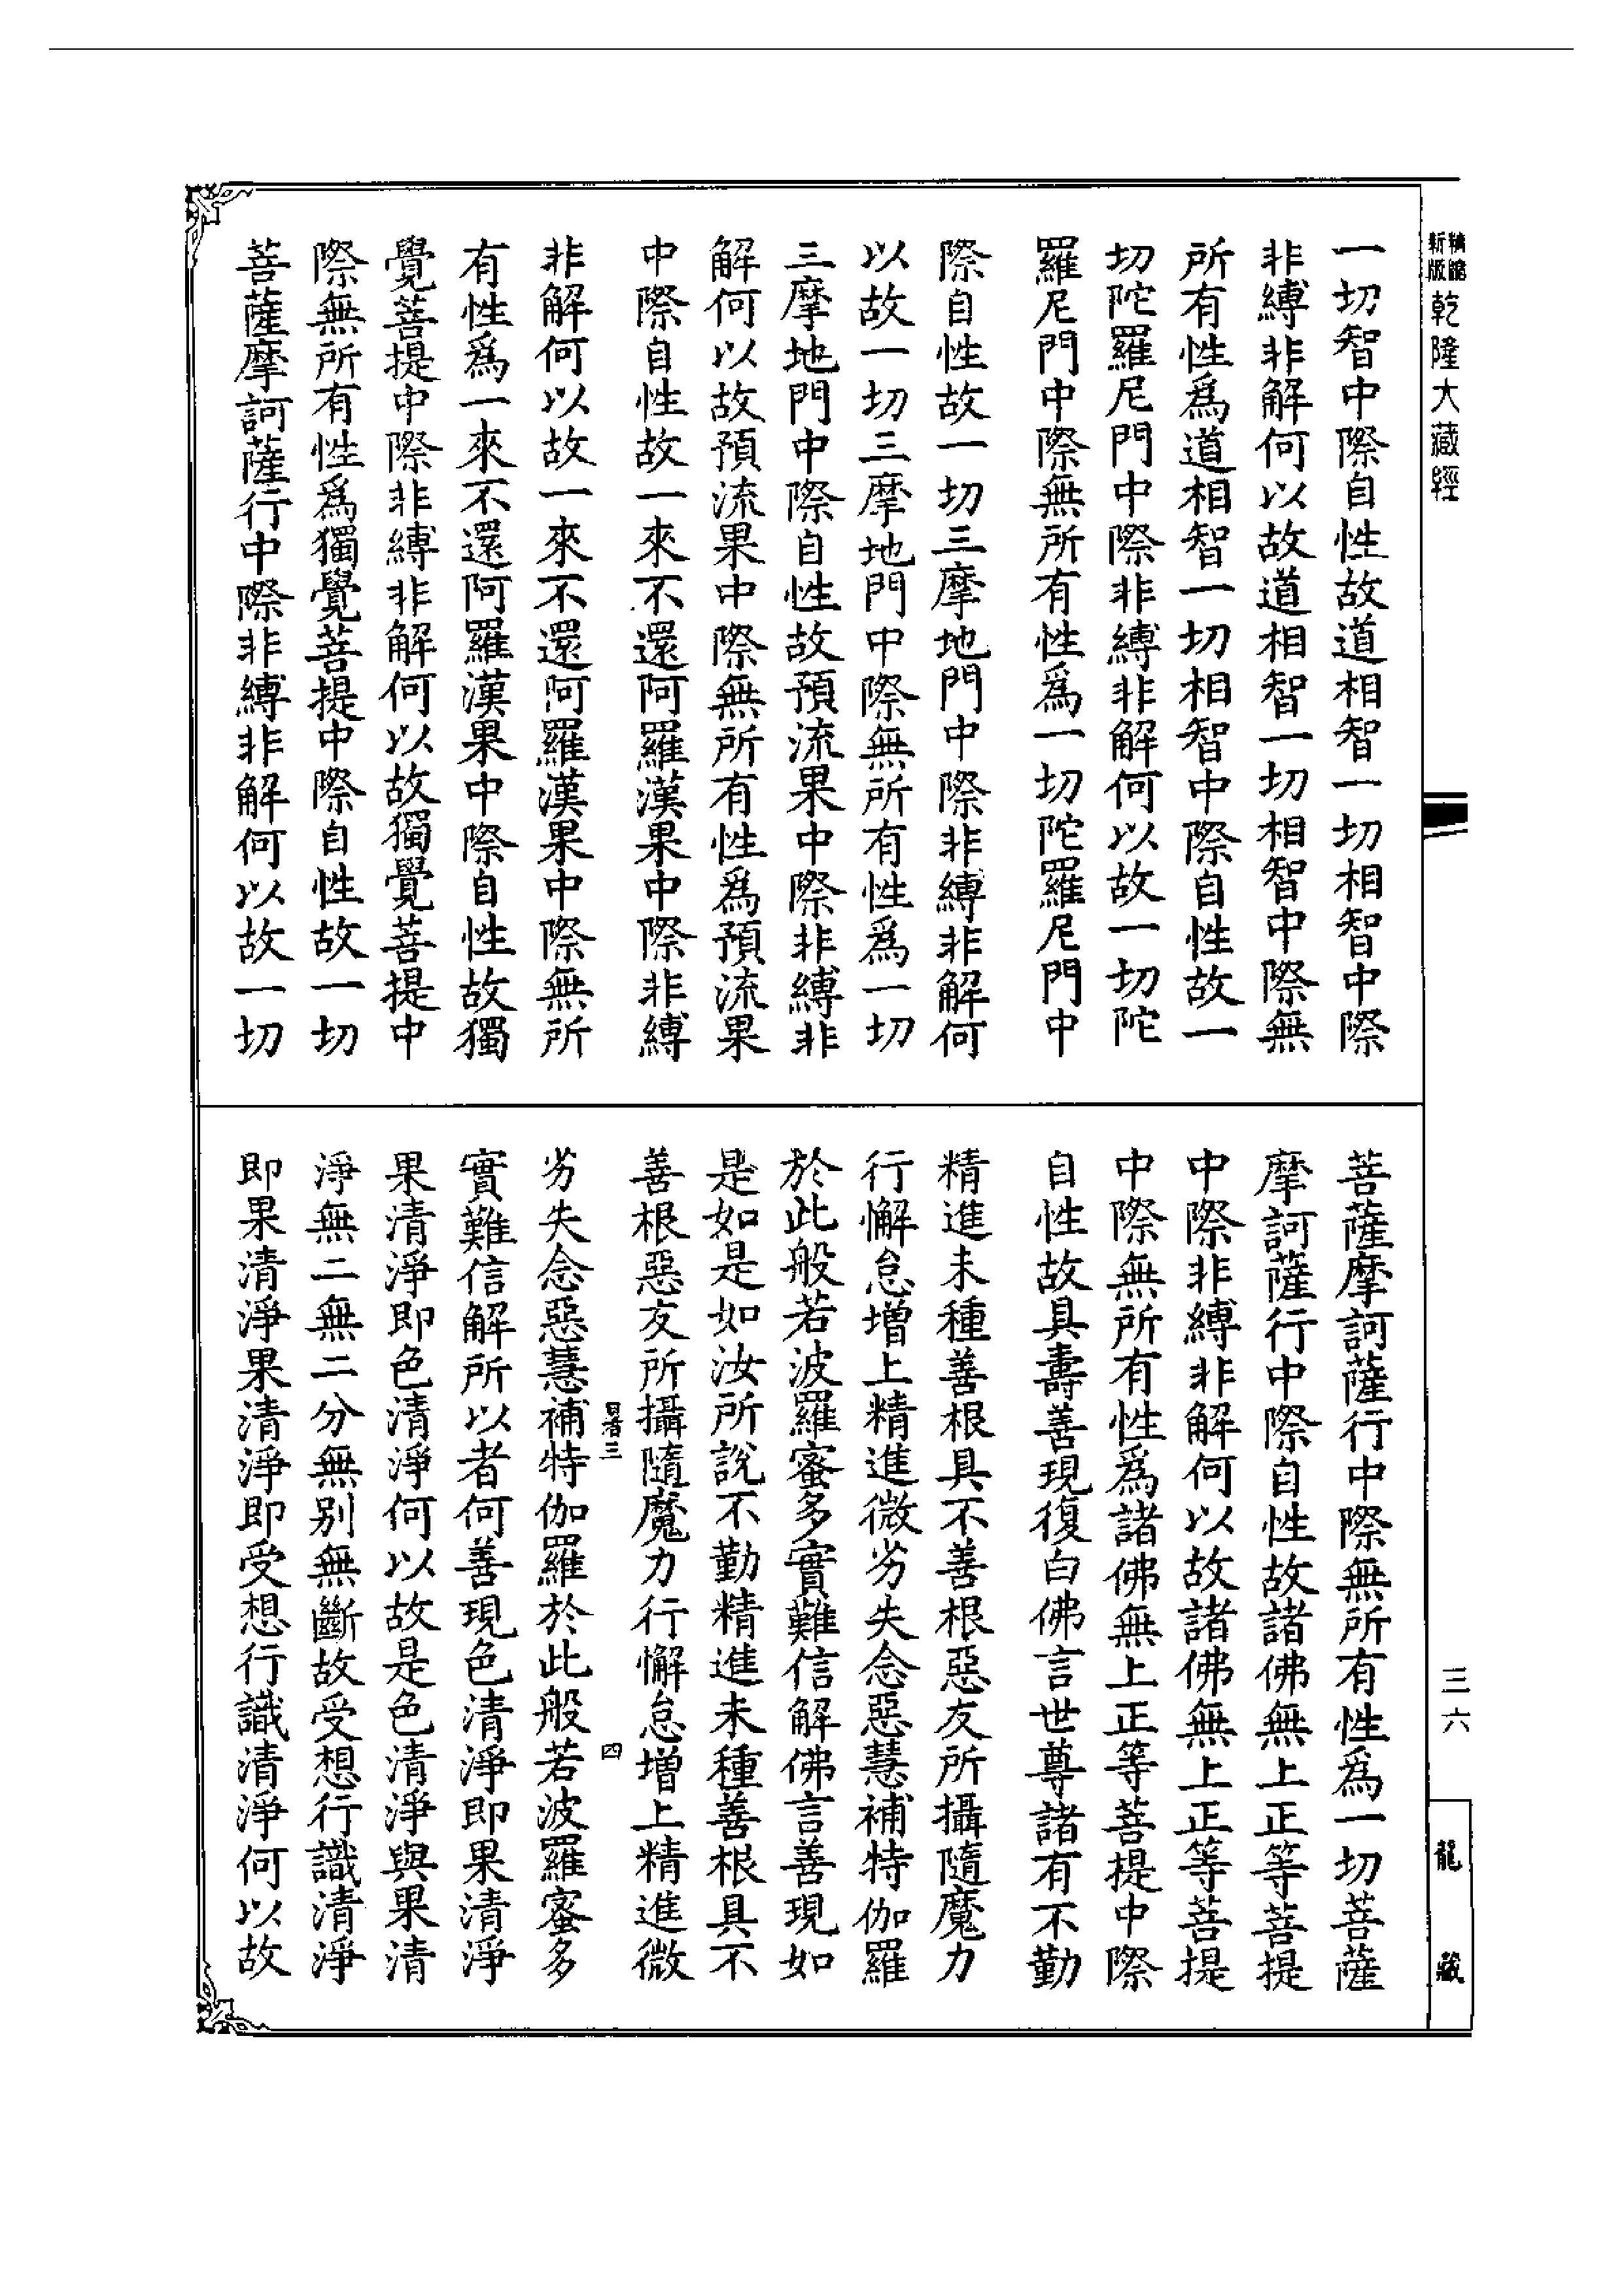 精縮
新版
乾隆大藏經
一切智中際自性故道相智一切相智中際
非縛非解何以故道相智一切相智中際無
所有性爲道相智一切相智中際自性故一
切陀羅尼門中際非縛非解何以故一切陀
羅尼門中際無所有性爲一切陀羅尼門中
際自性故一切三摩地門中際非縛非解何
以故一切三摩地門中際無所有性爲一切
三摩地門中際自性故預流果中際非縛非
解何以故預流果中際無所有性爲預流果
中際自性故一來不還阿羅漢果中際非縛
非解何以故一來不還阿羅漢果中際無所
有性爲一來不還阿羅漢果中際自性故獨
覺菩提中際非縛非解何以故獨覺菩提中
際無所有性爲獨覺菩提中際自性故一切
菩薩摩訶薩行中際非縛非解何以故一切
菩薩摩訶薩行中際無所有性爲一切菩薩
摩訶薩行中際自性故諸佛無上正等菩提
中際非縛非解何以故諸佛無上正等菩提
中際無所有性爲諸佛無上正等菩提中際
自性故具壽善現復白佛言世尊諸有不勤
精進未種善根具不善根惡友所攝隨魔力
行懈怠增上精進微劣失念惡慧補特伽羅
於此般若波羅蜜多實難信解佛言善現如
是如是如汝所說不勤精進未種善根具不
善根惡友所攝隨魔力行懈怠增上精進微
暑三
四
劣失念惡慧補特伽羅於此般若波羅蜜多
實難信解所以者何善現色清淨即果清淨
果清淨即色清淨何以故是色清淨與果清
淨無二無二分無別無斷故受想行識清淨
即果清淨果清淨即受想行識清淨何以故
三六
龍藏